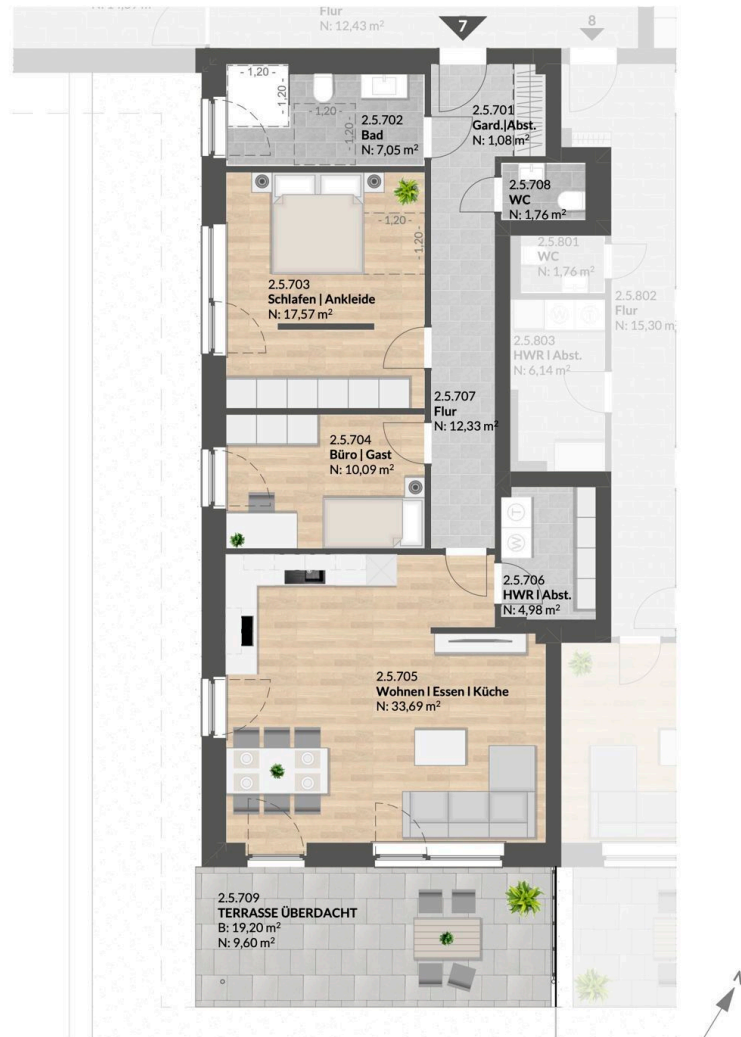 Flur
N: 12,43 m²
7
8
- 1,20 -
- 1,20 -
- 1,20 -
- 1,20 -
2.5.702
Bad
N: 7,05 m²
2.5.701
Gard.|Abst.
N: 1,08 m²
2.5.708
WC
N: 1,76 m²
- 1,20 -
- 1,20 -
2.5.703
Schlafen | Ankleide
N: 17,57 m²
2.5.801
WC
N: 1,76 m²
2.5.802
Flur
N: 15,30 m
W
T
2.5.803
HWR | Abst.
N: 6,14 m²
2.5.707
Flur
N: 12,33 m²
2.5.704
Büro | Gast
N: 10,09 m²
T
W
2.5.706
HWR | Abst.
N: 4,98 m²
2.5.705
Wohnen | Essen | Küche
N: 33,69 m²
2.5.709
TERRASSE ÜBERDACHT
B: 19,20 m²
N: 9,60 m²